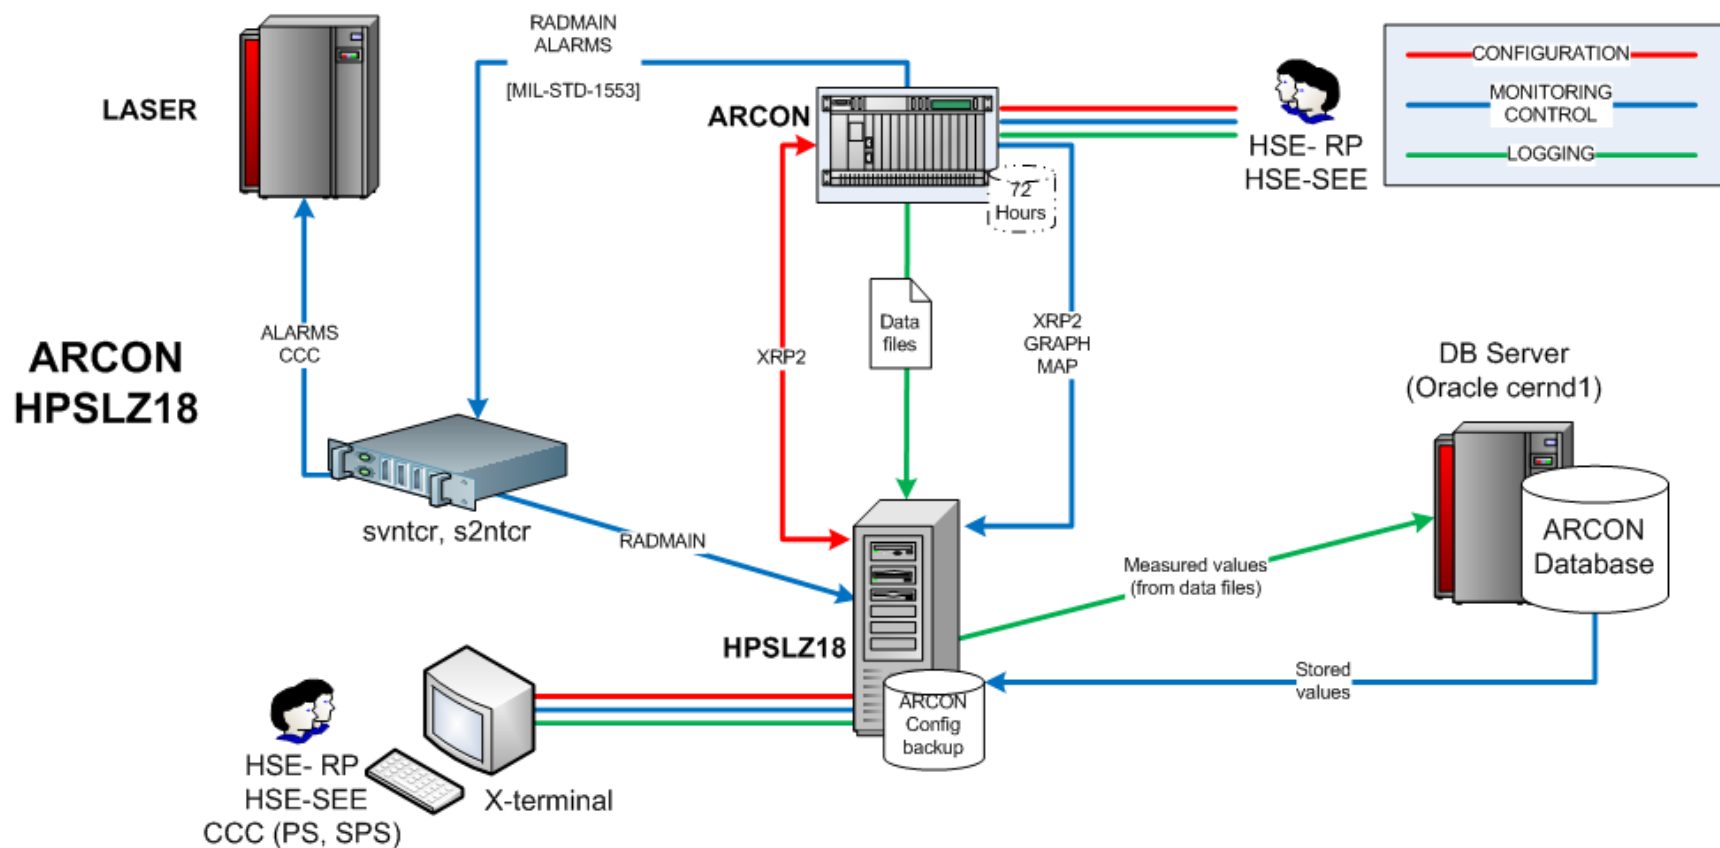 RADMAIN
ALARMS
[MIL-STD-1553]
LASER
ARCON
72
Hours
HSE- RP
HSE-SEE
CONFIGURATION
MONITORING
CONTROL
LOGGING
ALARMS
CCC
ARCON
HPSLZ18
XRP2
Data
files
XRP2
GRAPH
MAP
DB Server
(Oracle cernd1)
svntcr, s2ntcr
RADMAIN
Measured values
(from data files)
ARCON
Database
HPSLZ18
Stored
values
ARCON
Config
backup
HSE- RP
HSE-SEE
CCC (PS, SPS)
X-terminal